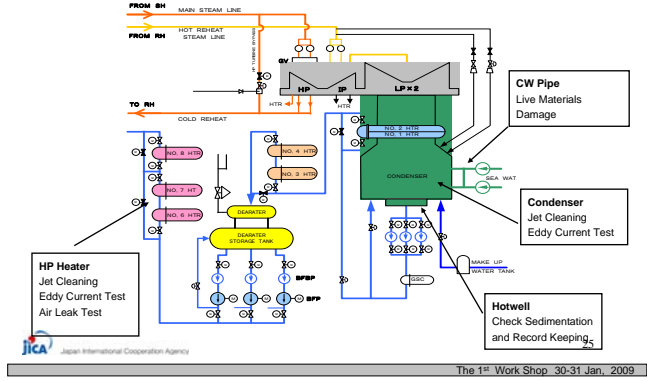 FROM SH
MAIN STEAM LINE
HOT REHEAT
FROM RH
STEAM LINE
HP TURBINE BYPASS
GV
HP
IP
LP × 2
HTR
HTR
TO RH
COLD REHEAT
CW Pipe
Live Materials
Damage
NO. 8 HTR
NO. 4 HTR
NO. 2 HTR
NO. 1 HTR
NO. 3 HTR
CONDENSER
SEA WAT
NO. 7 HT
NO. 6 HTR
DEARATER
Condenser
Jet Cleaning
Eddy Current Test
DEARATER
STORAGE TANK
HP Heater
Jet Cleaning
Eddy Current Test
Air Leak Test
BFBP
MAKE UP
WATER TANK
GSC
M
M
M
BFP
Hotwell
Check Sedimentation
and Record Keeping
25
JICA
Japan International Cooperation Agency
The 1st Work Shop 30-31 Jan, 2009